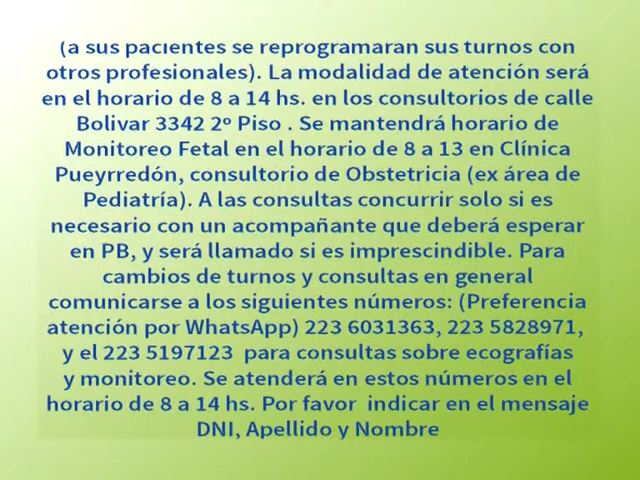 (a sus pacientes se reprogramaran sus turnos con
otros profesionales). La modalidad de atención será
en el horario de 8 a 14 hs. en los consultorios de calle
Bolivar 3342 2º Piso . Se mantendrá horario de
Monitoreo Fetal en el horario de 8 a 13 en Clínica
Pueyrredón, consultorio de Obstetricia (ex área de
Pediatría). A las consultas concurrir solo si es
necesario con un acompañante que deberá esperar
en PB, y será llamado si es imprescindible. Para
cambios de turnos y consultas en general
comunicarse a los siguientes números: (Preferencia
atención por WhatsApp) 223 6031363, 223 5828971,
y el 223 5197123 para consultas sobre ecografías
y monitoreo. Se atenderá en estos números en el
horario de 8 a 14 hs. Por favor indicar en el mensaje
DNI, Apellido y Nombre